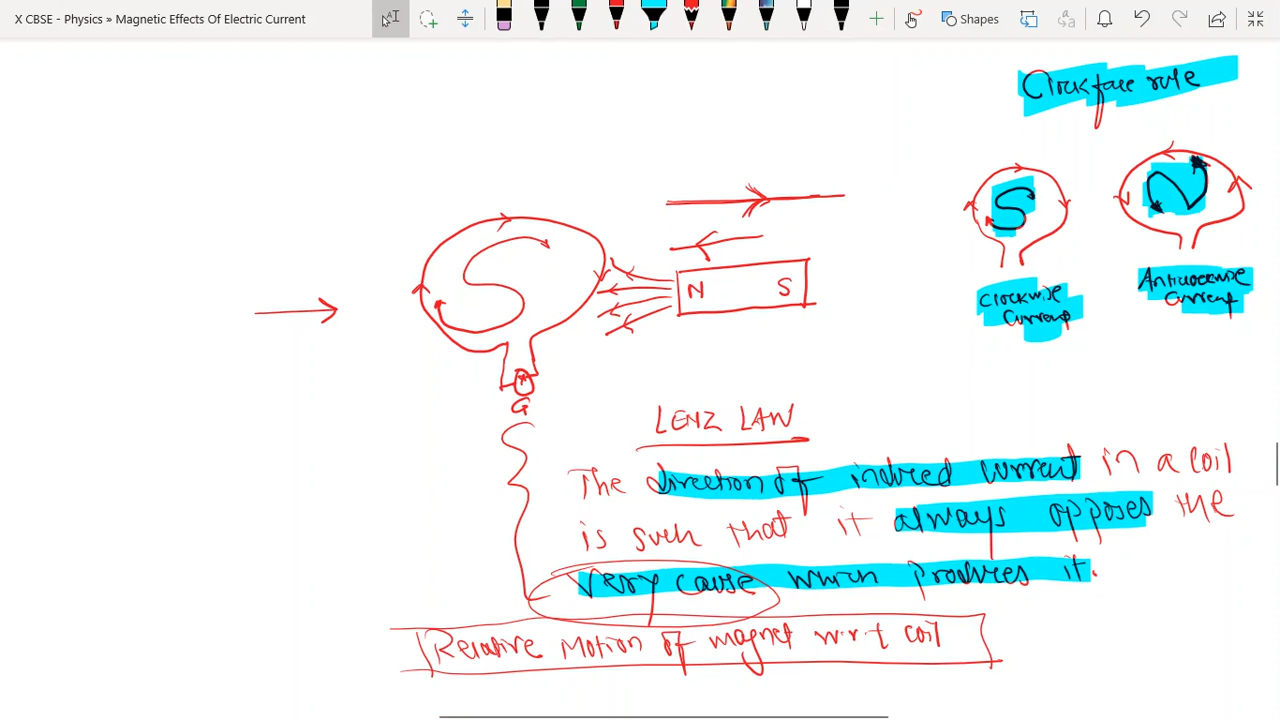 X CBSE - Physics » Magnetic Effects Of Electric Current
Shapes
Clockface rule
S
N
clockwise
current
Anticlockwise
current
S
N S
G
LENZ LAW
The direction of induced current in a coil
is such that it always opposes the
very cause which produces it.
Relative Motion of magnet w.r.t coil